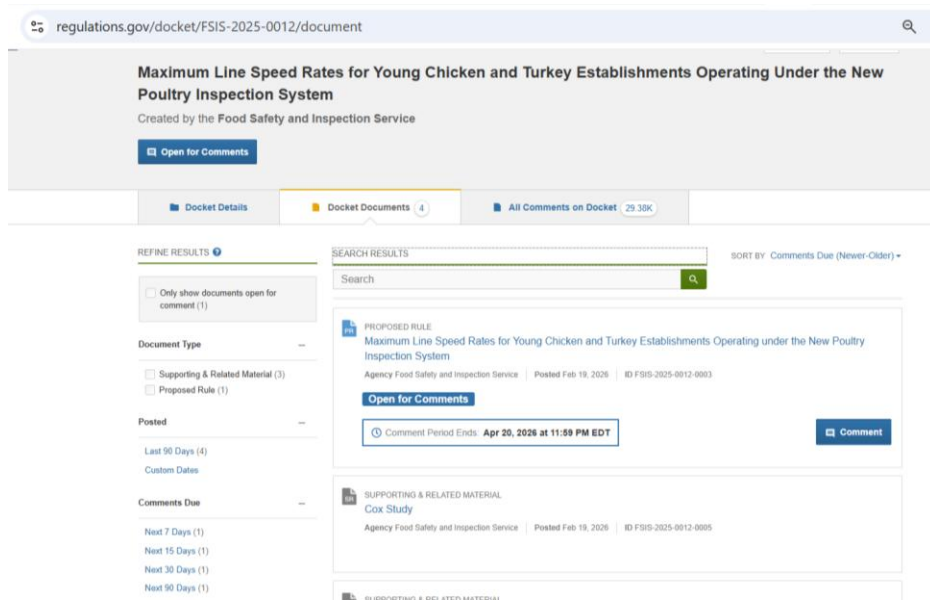 regulations.gov/docket/FSIS-2025-0012/document
Maximum Line Speed Rates for Young Chicken and Turkey Establishments Operating Under the New
Poultry Inspection System
Created by the Food Safety and Inspection Service
Open for Comments
Docket Details
Docket Documents 4
All Comments on Docket 29.38K
REFINE RESULTS ?
Only show documents open for
comment (1)
Document Type –
Supporting & Related Material (3)
Proposed Rule (1)
Posted –
Last 90 Days (4)
Custom Dates
Comments Due –
Next 7 Days (1)
Next 15 Days (1)
Next 30 Days (1)
Next 90 Days (1)
SEARCH RESULTS
SORT BY Comments Due (Newer-Older)
Search
PR
PROPOSED RULE
Maximum Line Speed Rates for Young Chicken and Turkey Establishments Operating under the New Poultry
Inspection System
Agency Food Safety and Inspection Service Posted Feb 19, 2026 ID FSIS-2025-0012-0003
Open for Comments
Comment Period Ends: Apr 20, 2026 at 11:59 PM EDT
Comment
SR
SUPPORTING & RELATED MATERIAL
Cox Study
Agency Food Safety and Inspection Service Posted Feb 19, 2026 ID FSIS-2025-0012-0005
SUPPORTING & RELATED MATERIAL